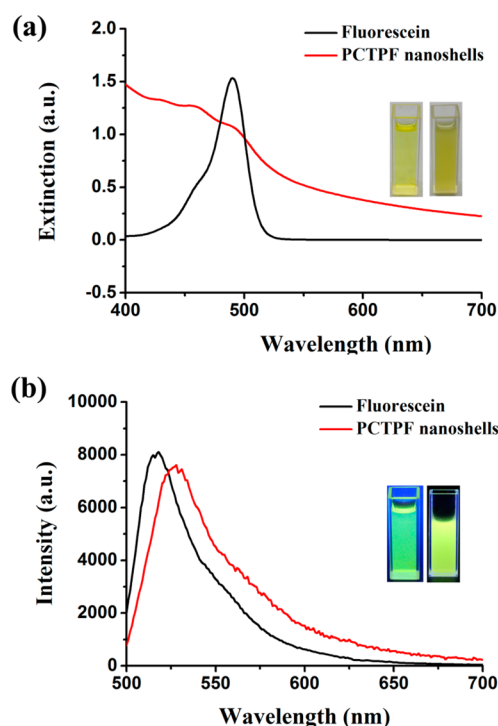 (a)
Fluorescein
PCTPF nanoshells
2.0
1.5
1.0
0.5
0.0
-0.5
Extinction (a.u.)
400 500 600 700
Wavelength (nm)
(b)
Fluorescein
PCTPF nanoshells
10000
8000
6000
4000
2000
0
Intensity (a.u.)
500 550 600 650 700
Wavelength (nm)